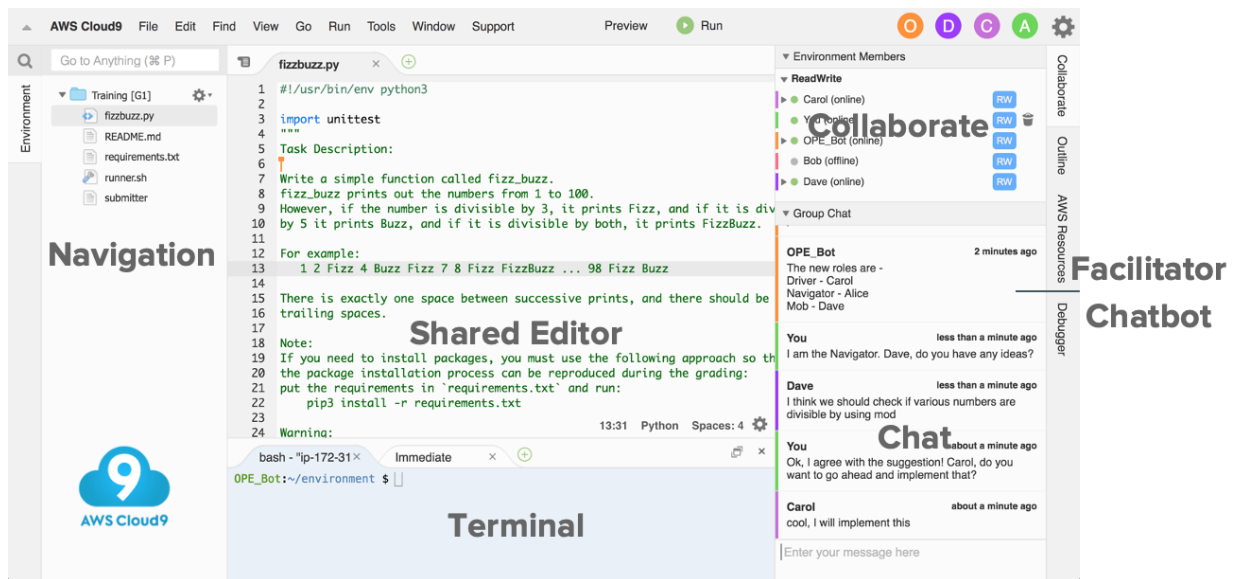 AWS Cloud9 File Edit Find View Go Run Tools Window Support Preview Run O D C A
Go to Anything (⌘ P)
Environment
Training [G1]
fizzbuzz.py
README.md
requirements.txt
runner.sh
submitter
Navigation
9
AWS Cloud9
fizzbuzz.py
1 #!/usr/bin/env python3
2
3 import unittest
4 """
5 Task Description:
6
7 Write a simple function called fizz_buzz.
8 fizz_buzz prints out the numbers from 1 to 100.
9 However, if the number is divisible by 3, it prints Fizz, and if it is div
10 by 5 it prints Buzz, and if it is divisible by both, it prints FizzBuzz.
11
12 For example:
13 1 2 Fizz 4 Buzz Fizz 7 8 Fizz FizzBuzz ... 98 Fizz Buzz
14
15 There is exactly one space between successive prints, and there should be
16 trailing spaces.
17
Shared Editor
18 Note:
19 If you need to install packages, you must use the following approach so th
20 the package installation process can be reproduced during the grading:
21 put the requirements in `requirements.txt` and run:
22 pip3 install -r requirements.txt
23
24 Warning:
13:31 Python Spaces: 4
bash - "ip-172-31 Immediate
OPE_Bot:~/environment $
Terminal
Environment Members
ReadWrite
Carol (online) RW
You (online) RW
Collaborate
OPE_Bot (online) RW
Bob (offline) RW
Dave (online) RW
Group Chat
OPE_Bot 2 minutes ago
The new roles are -
Driver - Carol
Navigator - Alice
Mob - Dave
You less than a minute ago
I am the Navigator. Dave, do you have any ideas?
Dave less than a minute ago
I think we should check if various numbers are
divisible by using mod
Chat
You about a minute ago
Ok, I agree with the suggestion! Carol, do you
want to go ahead and implement that?
Carol about a minute ago
cool, I will implement this
Enter your message here
Collaborate
Outline
AWS Resources
Debugger
Facilitator
Chatbot